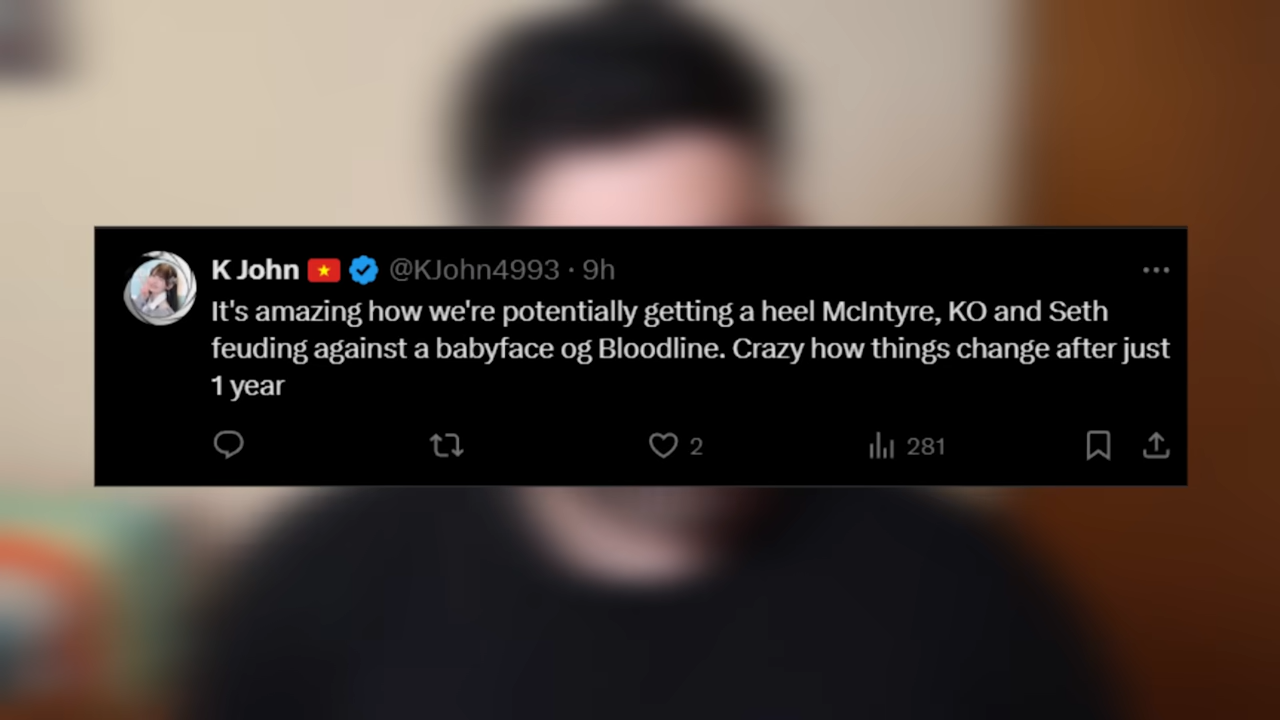 K John 🇻🇳 @KJohn4993 · 9h
It's amazing how we're potentially getting a heel McIntyre, KO and Seth
feuding against a babyface og Bloodline. Crazy how things change after just
1 year
2 281